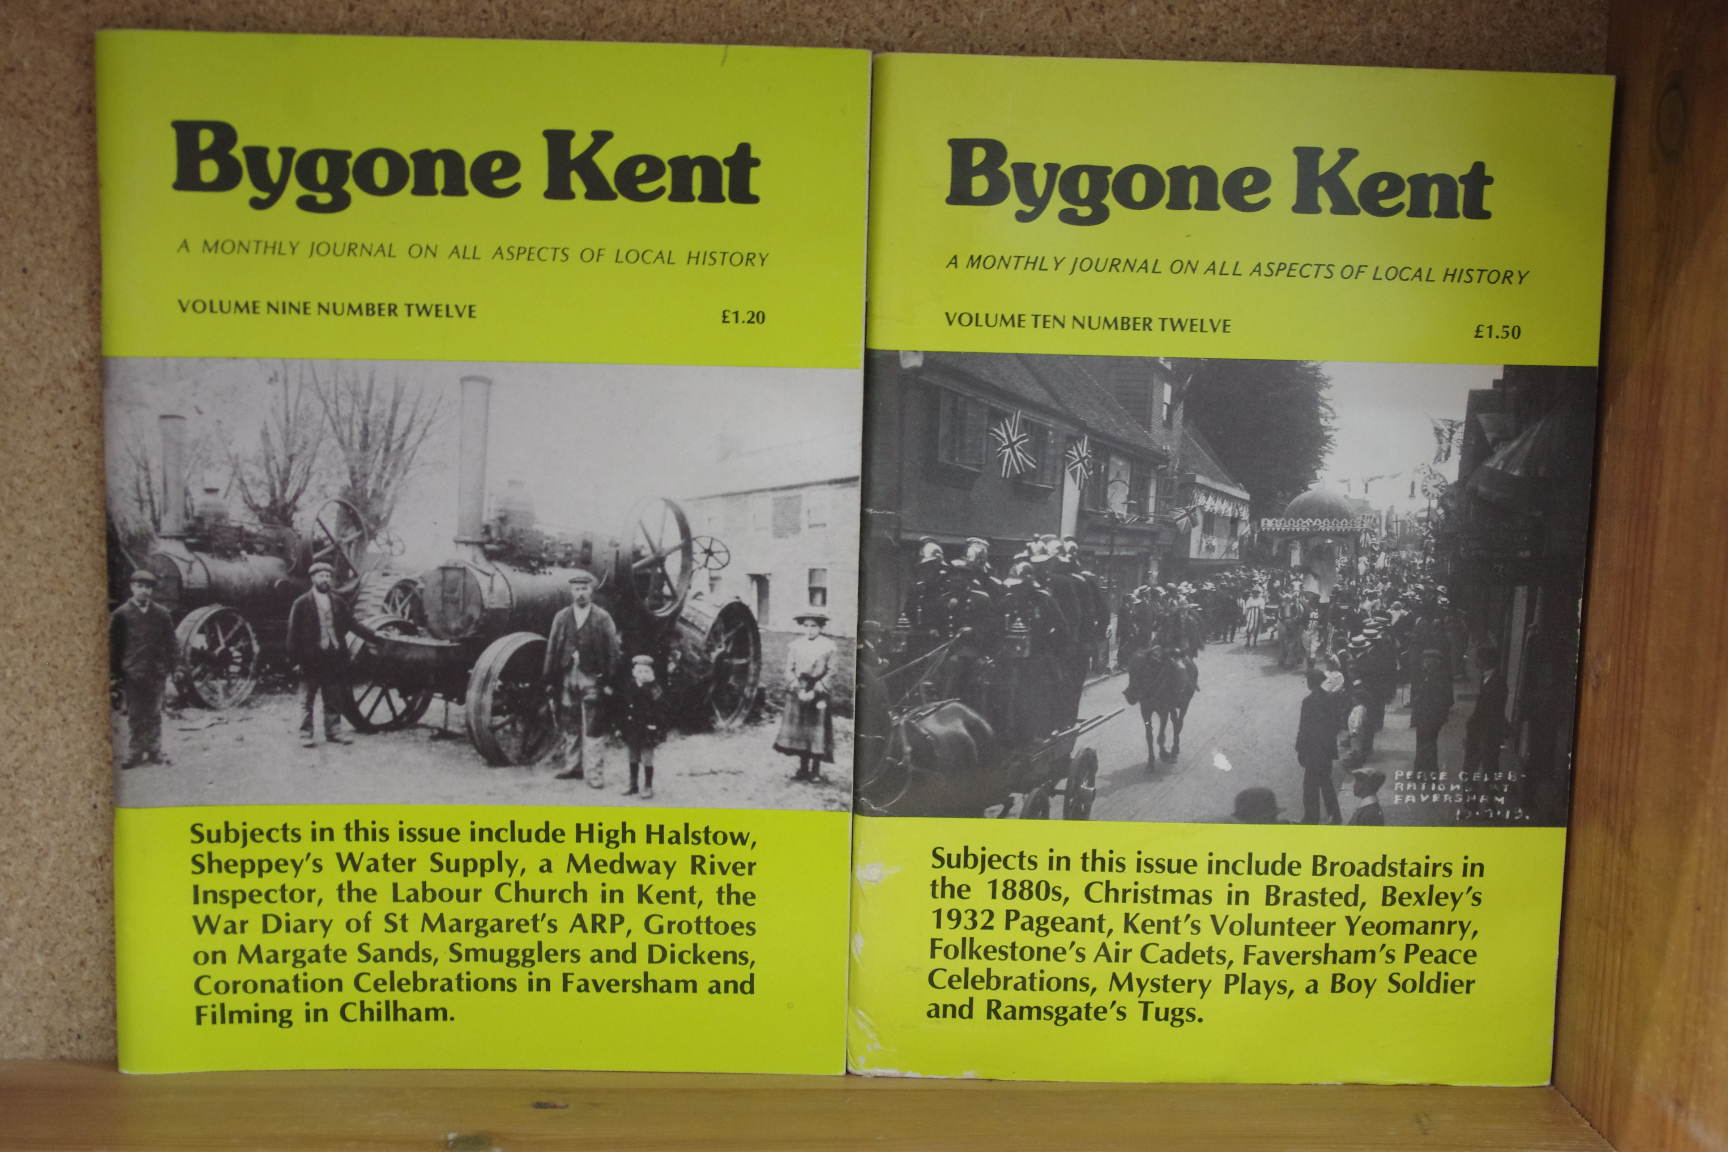 Bygone Kent
A MONTHLY JOURNAL ON ALL ASPECTS OF LOCAL HISTORY
VOLUME NINE NUMBER TWELVE £1.20
Subjects in this issue include High Halstow,
Sheppey's Water Supply, a Medway River
Inspector, the Labour Church in Kent, the
War Diary of St Margaret's ARP, Grottoes
on Margate Sands, Smugglers and Dickens,
Coronation Celebrations in Faversham and
Filming in Chilham.
Bygone Kent
A MONTHLY JOURNAL ON ALL ASPECTS OF LOCAL HISTORY
VOLUME TEN NUMBER TWELVE £1.50
PEACE CELEB-
RATIONS AT
FAVERSHAM
Subjects in this issue include Broadstairs in
the 1880s, Christmas in Brasted, Bexley's
1932 Pageant, Kent's Volunteer Yeomanry,
Folkestone's Air Cadets, Faversham's Peace
Celebrations, Mystery Plays, a Boy Soldier
and Ramsgate's Tugs.